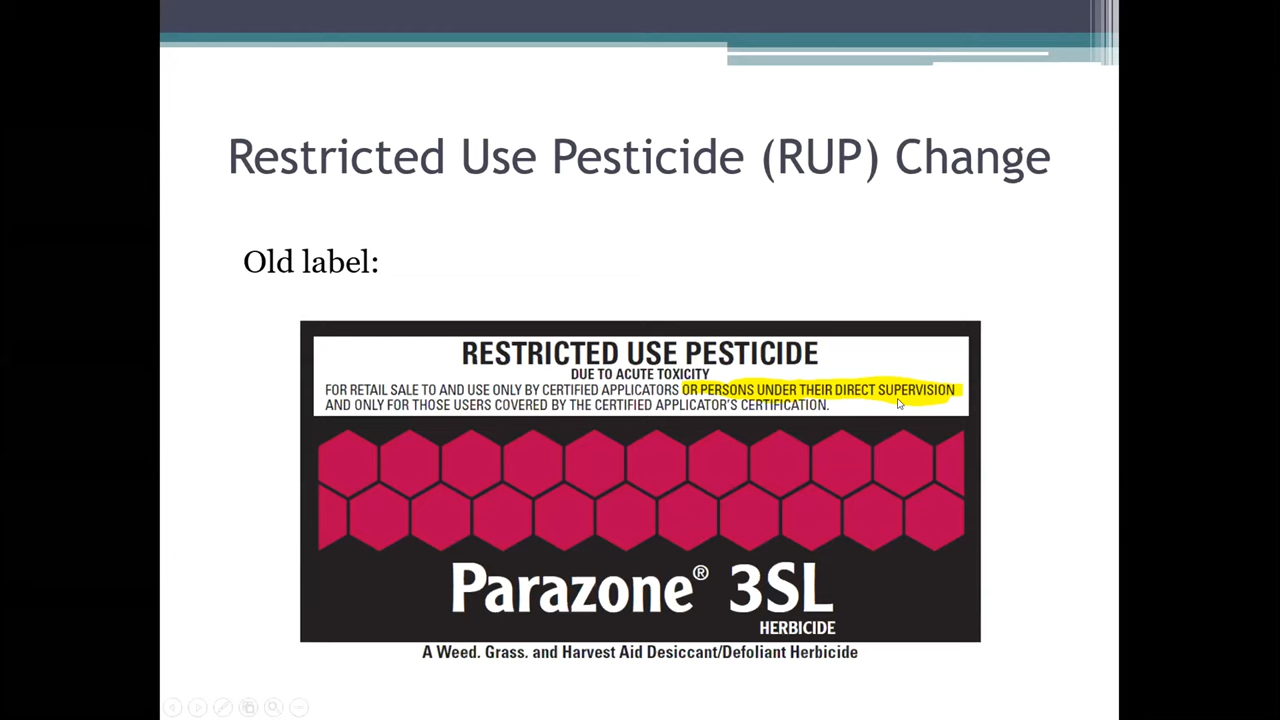 Restricted Use Pesticide (RUP) Change
Old label:
RESTRICTED USE PESTICIDE
DUE TO ACUTE TOXICITY
FOR RETAIL SALE TO AND USE ONLY BY CERTIFIED APPLICATORS OR PERSONS UNDER THEIR DIRECT SUPERVISION
AND ONLY FOR THOSE USERS COVERED BY THE CERTIFIED APPLICATOR'S CERTIFICATION.
Parazone® 3SL
HERBICIDE
A Weed. Grass. and Harvest Aid Desiccant/Defoliant Herbicide